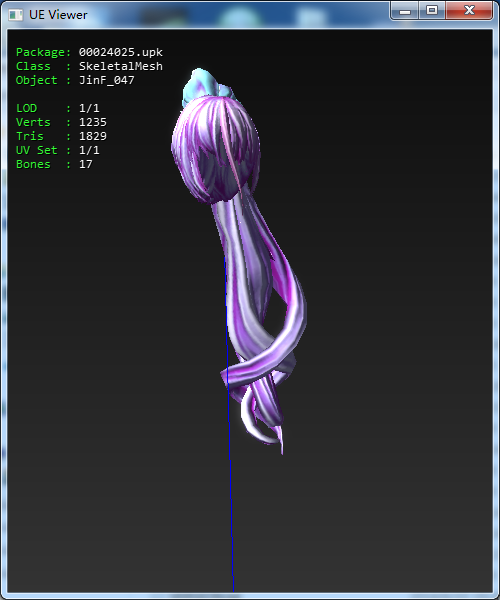 UE Viewer
Package: 00024025.upk
Class  : SkeletalMesh
Object : JinF_047
LOD    : 1/1
Verts  : 1235
Tris   : 1829
UV Set : 1/1
Bones  : 17